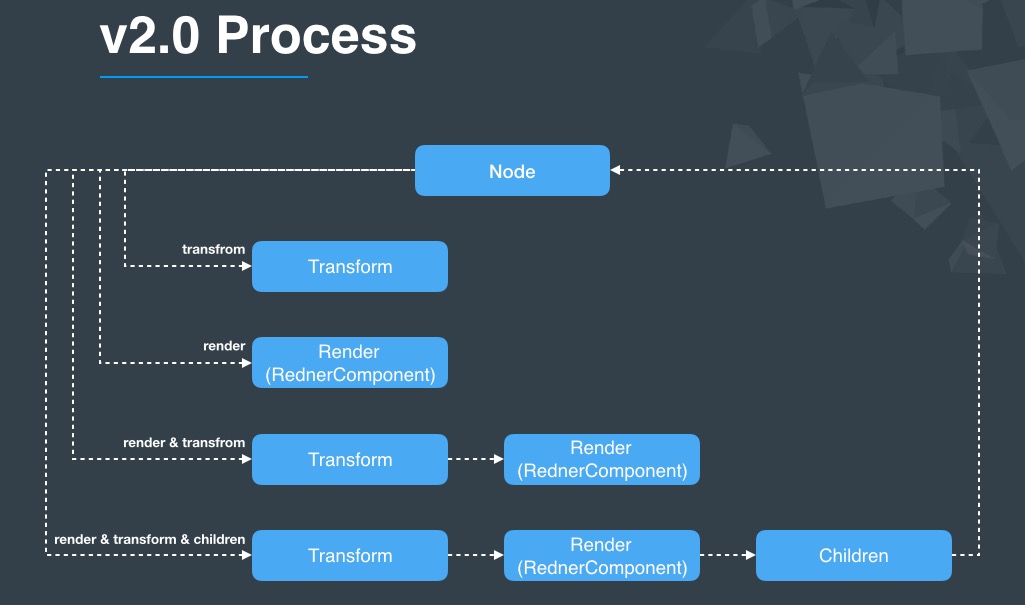 v2.0 Process
Node
transfrom
Transform
render
Render
(RednerComponent)
render & transfrom
Transform
Render
(RednerComponent)
render & transform & children
Transform
Render
(RednerComponent)
Children